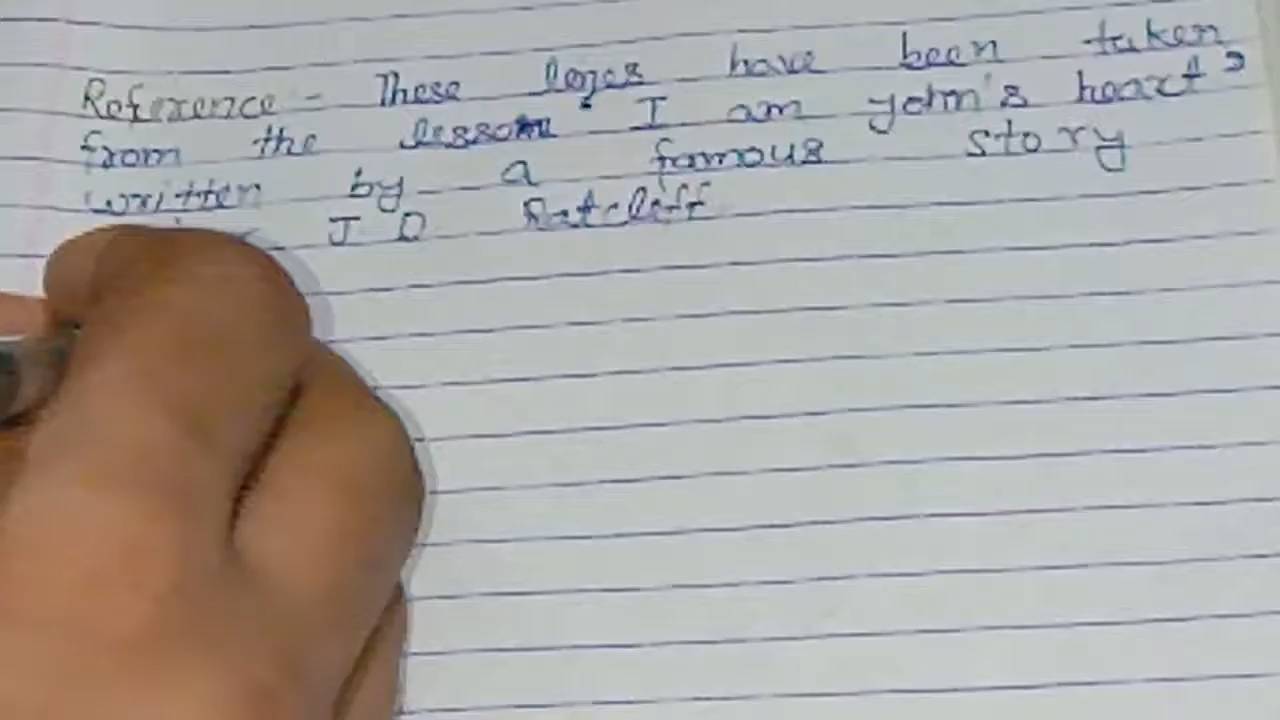 Reference - These lines have been taken
from the lesson "I am john's heart"
written by a famous story
J D Ratcliff